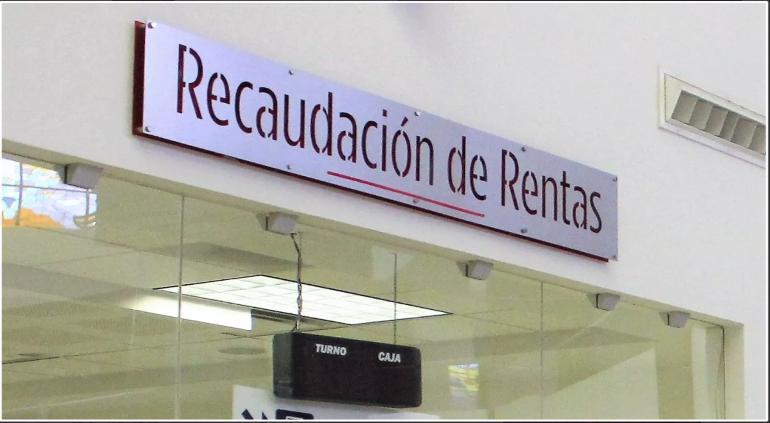 Recaudación de Rentas
TURNO CAJA